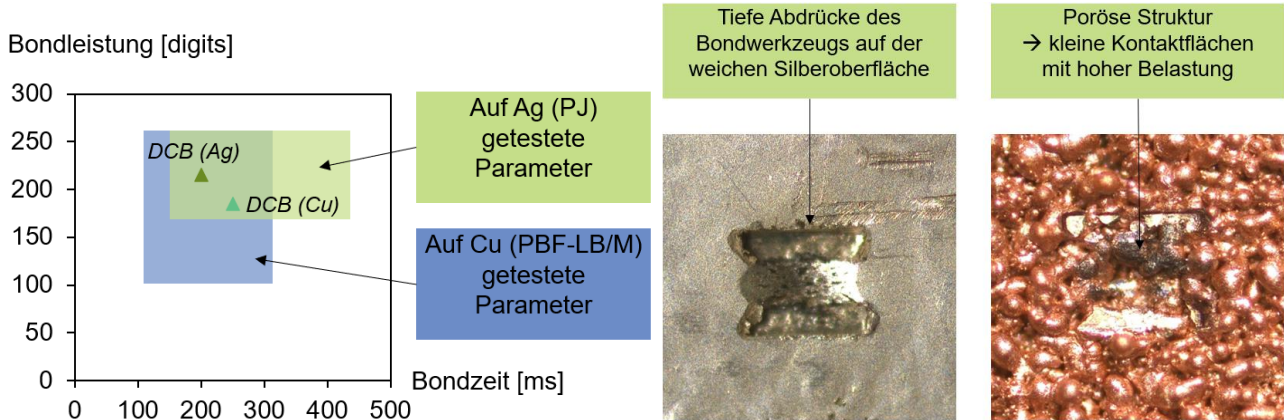 Bondleistung [digits]
300
250
200
150
100
50
0
0 100 200 300 400 500
Bondzeit [ms]
DCB (Ag)
DCB (Cu)
Auf Ag (PJ)
getestete
Parameter
Auf Cu (PBF-LB/M)
getestete
Parameter
Tiefe Abdrücke des
Bondwerkzeugs auf der
weichen Silberoberfläche
Poröse Struktur
→ kleine Kontaktflächen
mit hoher Belastung